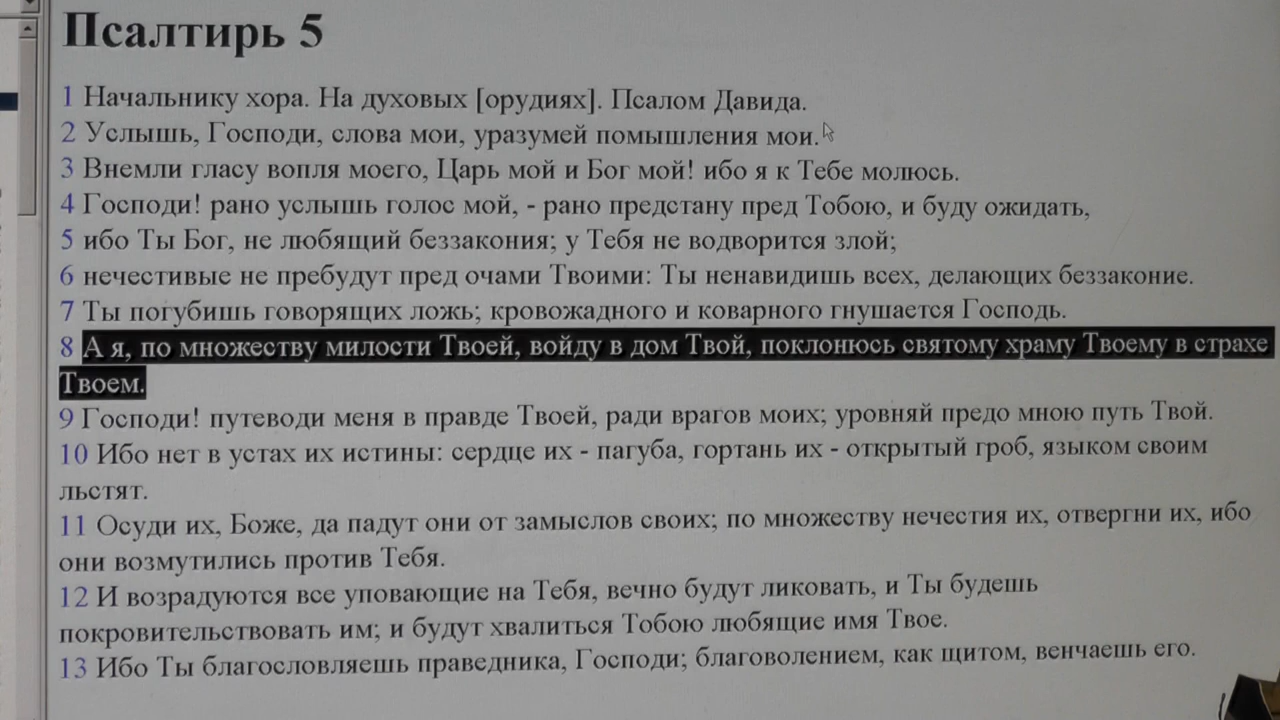 Псалтирь 5
1 Начальнику хора. На духовых [орудиях]. Псалом Давида.
2 Услышь, Господи, слова мои, уразумей помышления мои.
3 Внемли гласу вопля моего, Царь мой и Бог мой! ибо я к Тебе молюсь.
4 Господи! рано услышь голос мой, - рано предстану пред Тобою, и буду ожидать,
5 ибо Ты Бог, не любящий беззакония; у Тебя не водворится злой;
6 нечестивые не пребудут пред очами Твоими: Ты ненавидишь всех, делающих беззаконие.
7 Ты погубишь говорящих ложь; кровожадного и коварного гнушается Господь.
8 А я, по множеству милости Твоей, войду в дом Твой, поклонюсь святому храму Твоему в страхе
Твоем.
9 Господи! путеводи меня в правде Твоей, ради врагов моих; уровняй предо мною путь Твой.
10 Ибо нет в устах их истины: сердце их - пагуба, гортань их - открытый гроб, языком своим
льстят.
11 Осуди их, Боже, да падут они от замыслов своих; по множеству нечестия их, отвергни их, ибо
они возмутились против Тебя.
12 И возрадуются все уповающие на Тебя, вечно будут ликовать, и Ты будешь
покровительствовать им; и будут хвалиться Тобою любящие имя Твое.
13 Ибо Ты благословляешь праведника, Господи; благоволением, как щитом, венчаешь его.